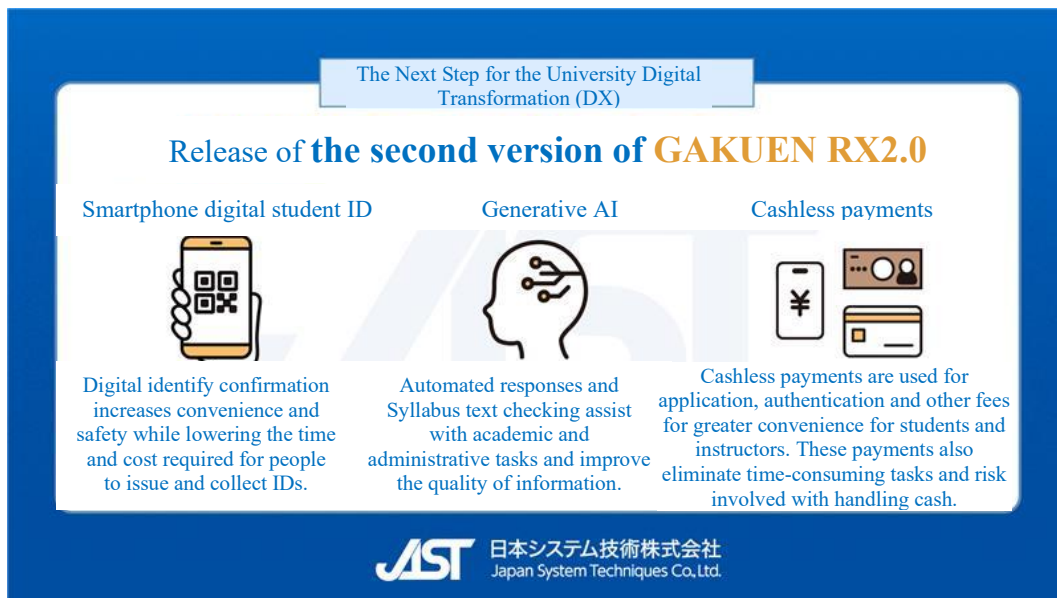 The Next Step for the University Digital
Transformation (DX)
Release of the second version of GAKUEN RX2.0
Smartphone digital student ID
Digital identify confirmation
increases convenience and
safety while lowering the time
and cost required for people
to issue and collect IDs.
Generative AI
Automated responses and
Syllabus text checking assist
with academic and
administrative tasks and improve
the quality of information.
Cashless payments
¥
Cashless payments are used for
application, authentication and other fees
for greater convenience for students and
instructors. These payments also
eliminate time-consuming tasks and risk
involved with handling cash.
JAST
日本システム技術株式会社
Japan System Techniques Co., Ltd.